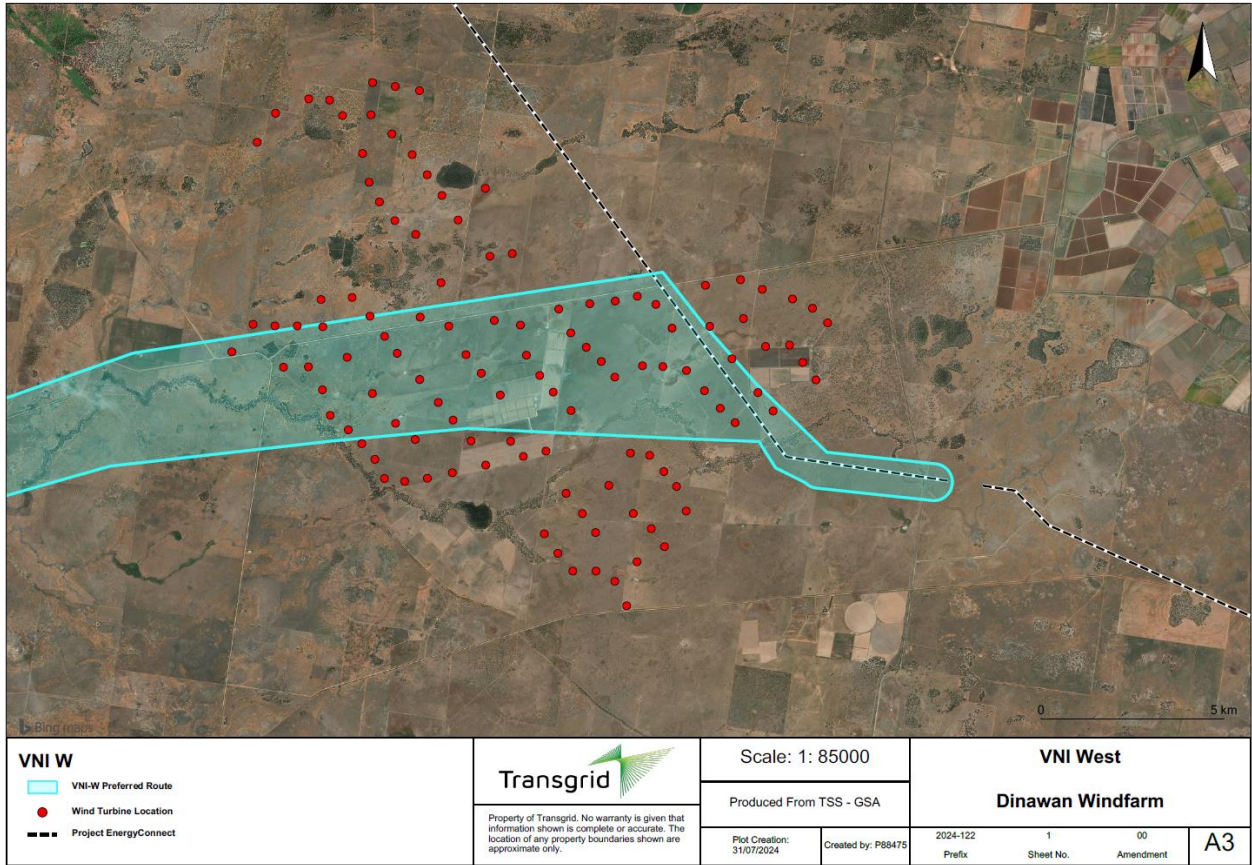 Bing maps
0
5 km
VNI W
VNI-W Preferred Route
Wind Turbine Location
Project EnergyConnect
Transgrid
Property of Transgrid. No warranty is given that
information shown is complete or accurate. The
location of any property boundaries shown are
approximate only.
Scale: 1: 85000
Produced From TSS - GSA
Plot Creation:
31/07/2024
Created by: P88475
VNI West
Dinawan Windfarm
2024-122
1
00
Prefix
Sheet No.
Amendment
A3